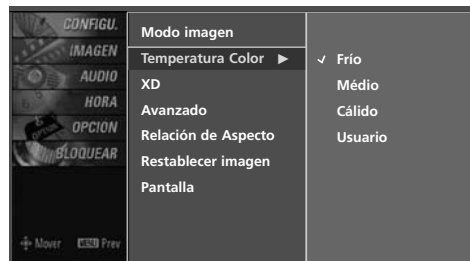 CONFIGU.
IMAGEN
AUDIO
HORA
OPCION
BLOQUEAR
Mover MENU Prev
Modo imagen
Temperatura Color ▶
XD
Avanzado
Relación de Aspecto
Restablecer imagen
Pantalla
✓ Frío
Médio
Cálido
Usuario